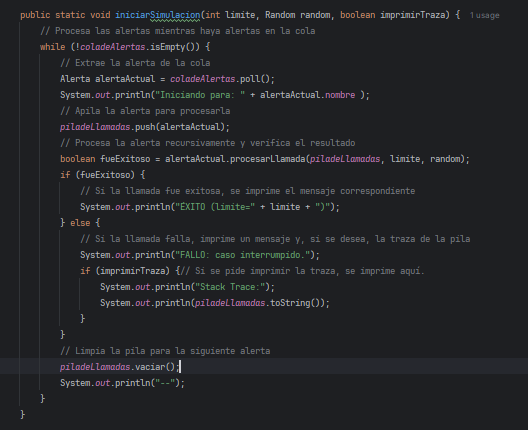 public static void iniciarSimulacion(int limite, Random random, boolean imprimirTraza) { 1 usage
// Procesa las alertas mientras haya alertas en la cola
while (!coladeAlertas.isEmpty()) {
// Extrae la alerta de la cola
Alerta alertaActual = coladeAlertas.poll();
System.out.println("Iniciando para: " + alertaActual.nombre );
// Apila la alerta para procesarla
piladeLlamadas.push(alertaActual);
// Procesa la alerta recursivamente y verifica el resultado
boolean fueExitoso = alertaActual.procesarLlamada(piladeLlamadas, limite, random);
if (fueExitoso) {
// Si la llamada fue exitosa, se imprime el mensaje correspondiente
System.out.println("ÉXITO (limite=" + limite + ")");
} else {
// Si la llamada falla, imprime un mensaje y, si se desea, la traza de la pila
System.out.println("FALLO: caso interrumpido.");
if (imprimirTraza) {// Si se pide imprimir la traza, se imprime aquí.
System.out.println("Stack Trace:");
System.out.println(piladeLlamadas.toString());
}
}
// Limpia la pila para la siguiente alerta
piladeLlamadas.vaciar();
System.out.println("--");
}
}